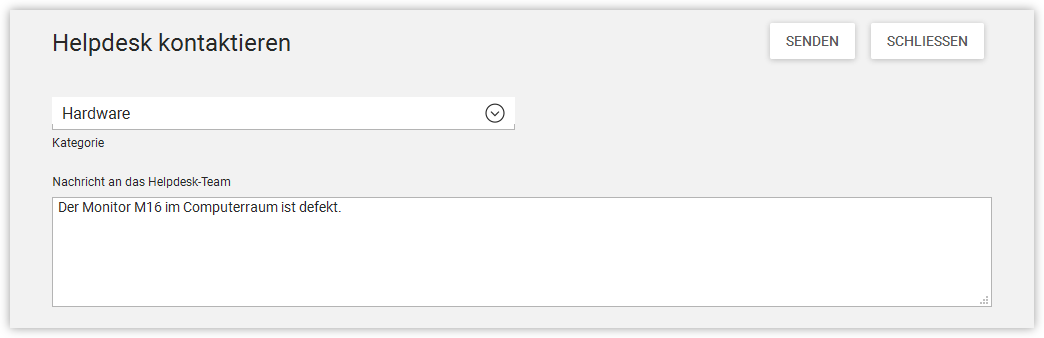 Helpdesk kontaktieren
SENDEN
SCHLIESSEN
Hardware
Kategorie
Nachricht an das Helpdesk-Team
Der Monitor M16 im Computerraum ist defekt.